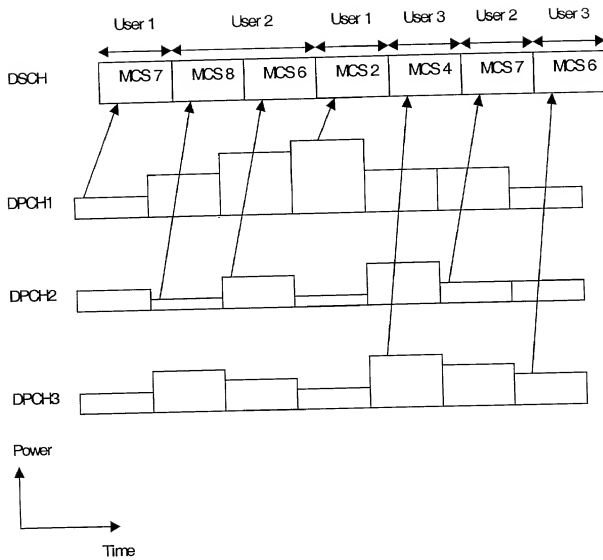 User 1 User 2 User 1 User 3 User 2 User 3
DSCH MCS 7 MCS 8 MCS 6 MCS 2 MCS 4 MCS 7 MCS 6
DPCH1
DPCH2
DPCH3
Power
Time